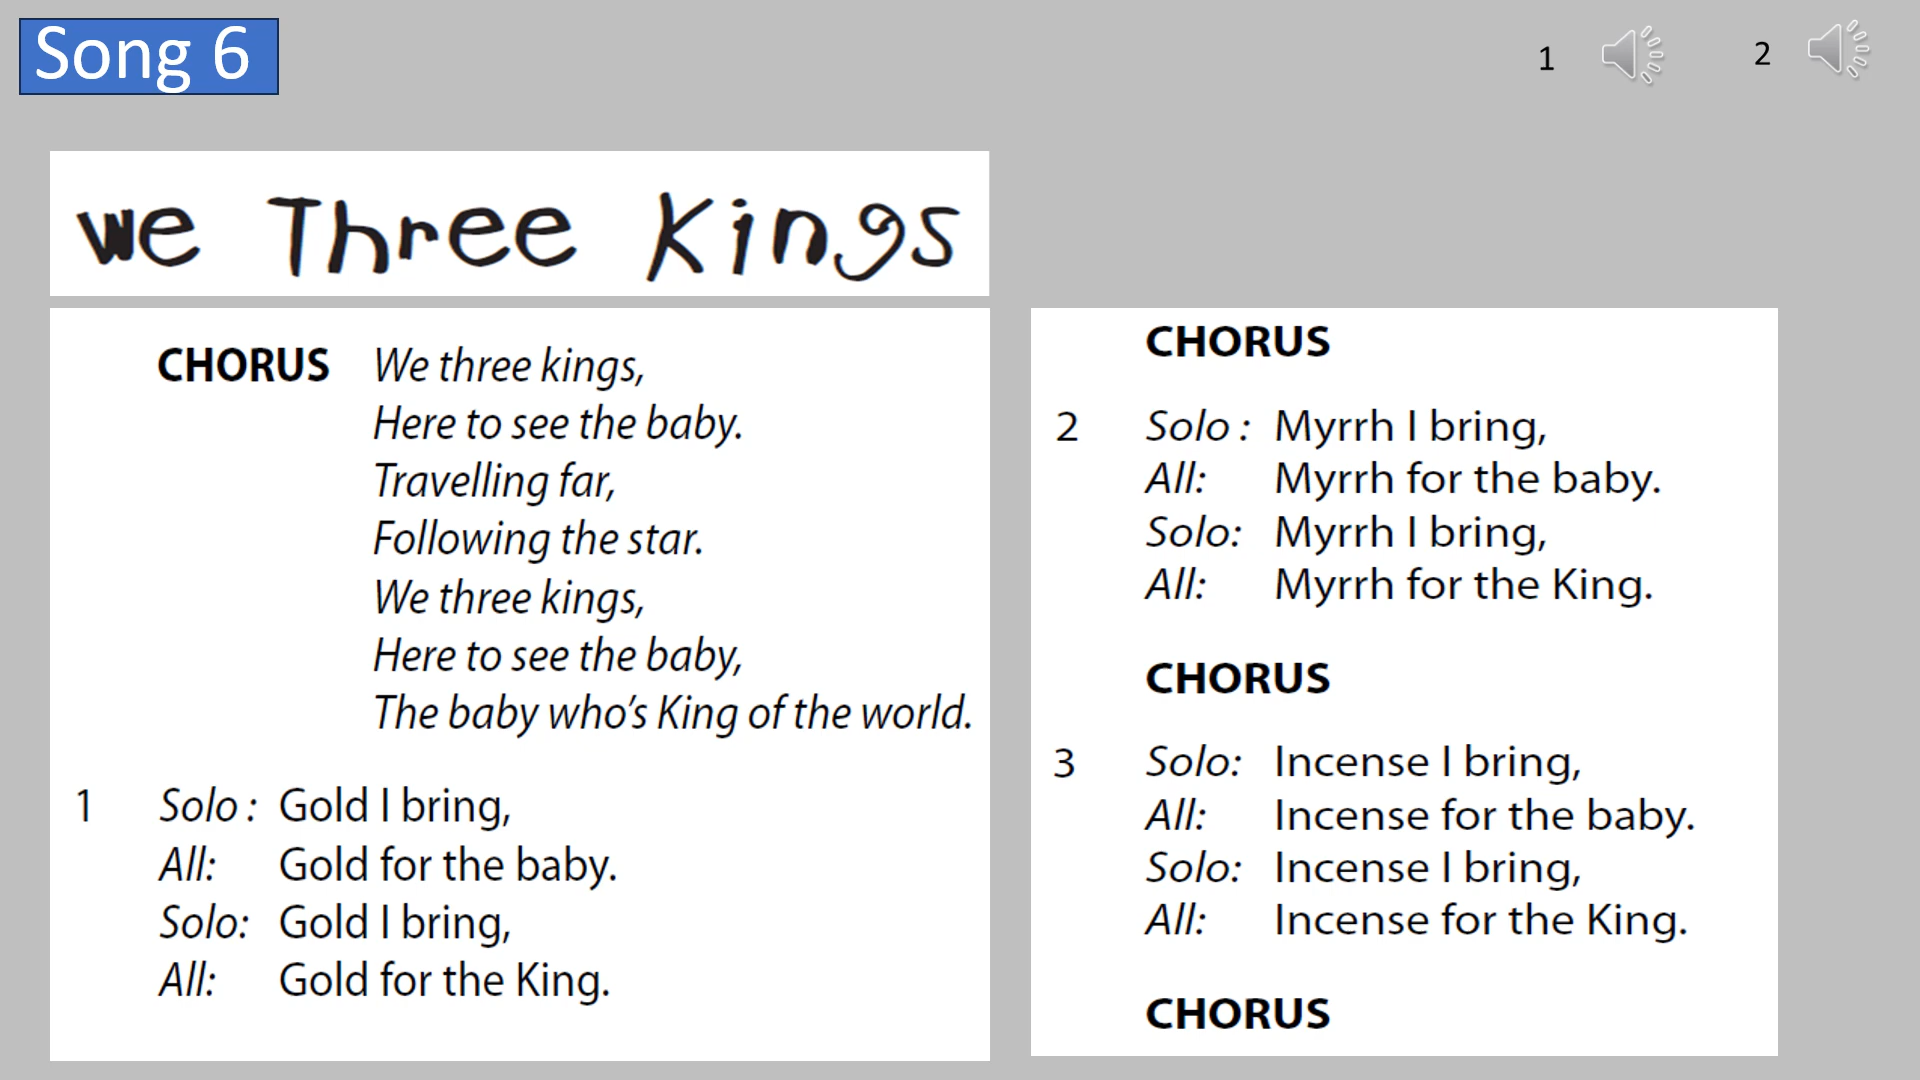 Song 6
1
2
we Three Kings
CHORUS We three kings,
Here to see the baby.
Travelling far,
Following the star.
We three kings,
Here to see the baby,
The baby who's King of the world.
1 Solo : Gold I bring,
All: Gold for the baby.
Solo: Gold I bring,
All: Gold for the King.
CHORUS
2 Solo : Myrrh I bring,
All: Myrrh for the baby.
Solo: Myrrh I bring,
All: Myrrh for the King.
CHORUS
3 Solo: Incense I bring,
All: Incense for the baby.
Solo: Incense I bring,
All: Incense for the King.
CHORUS